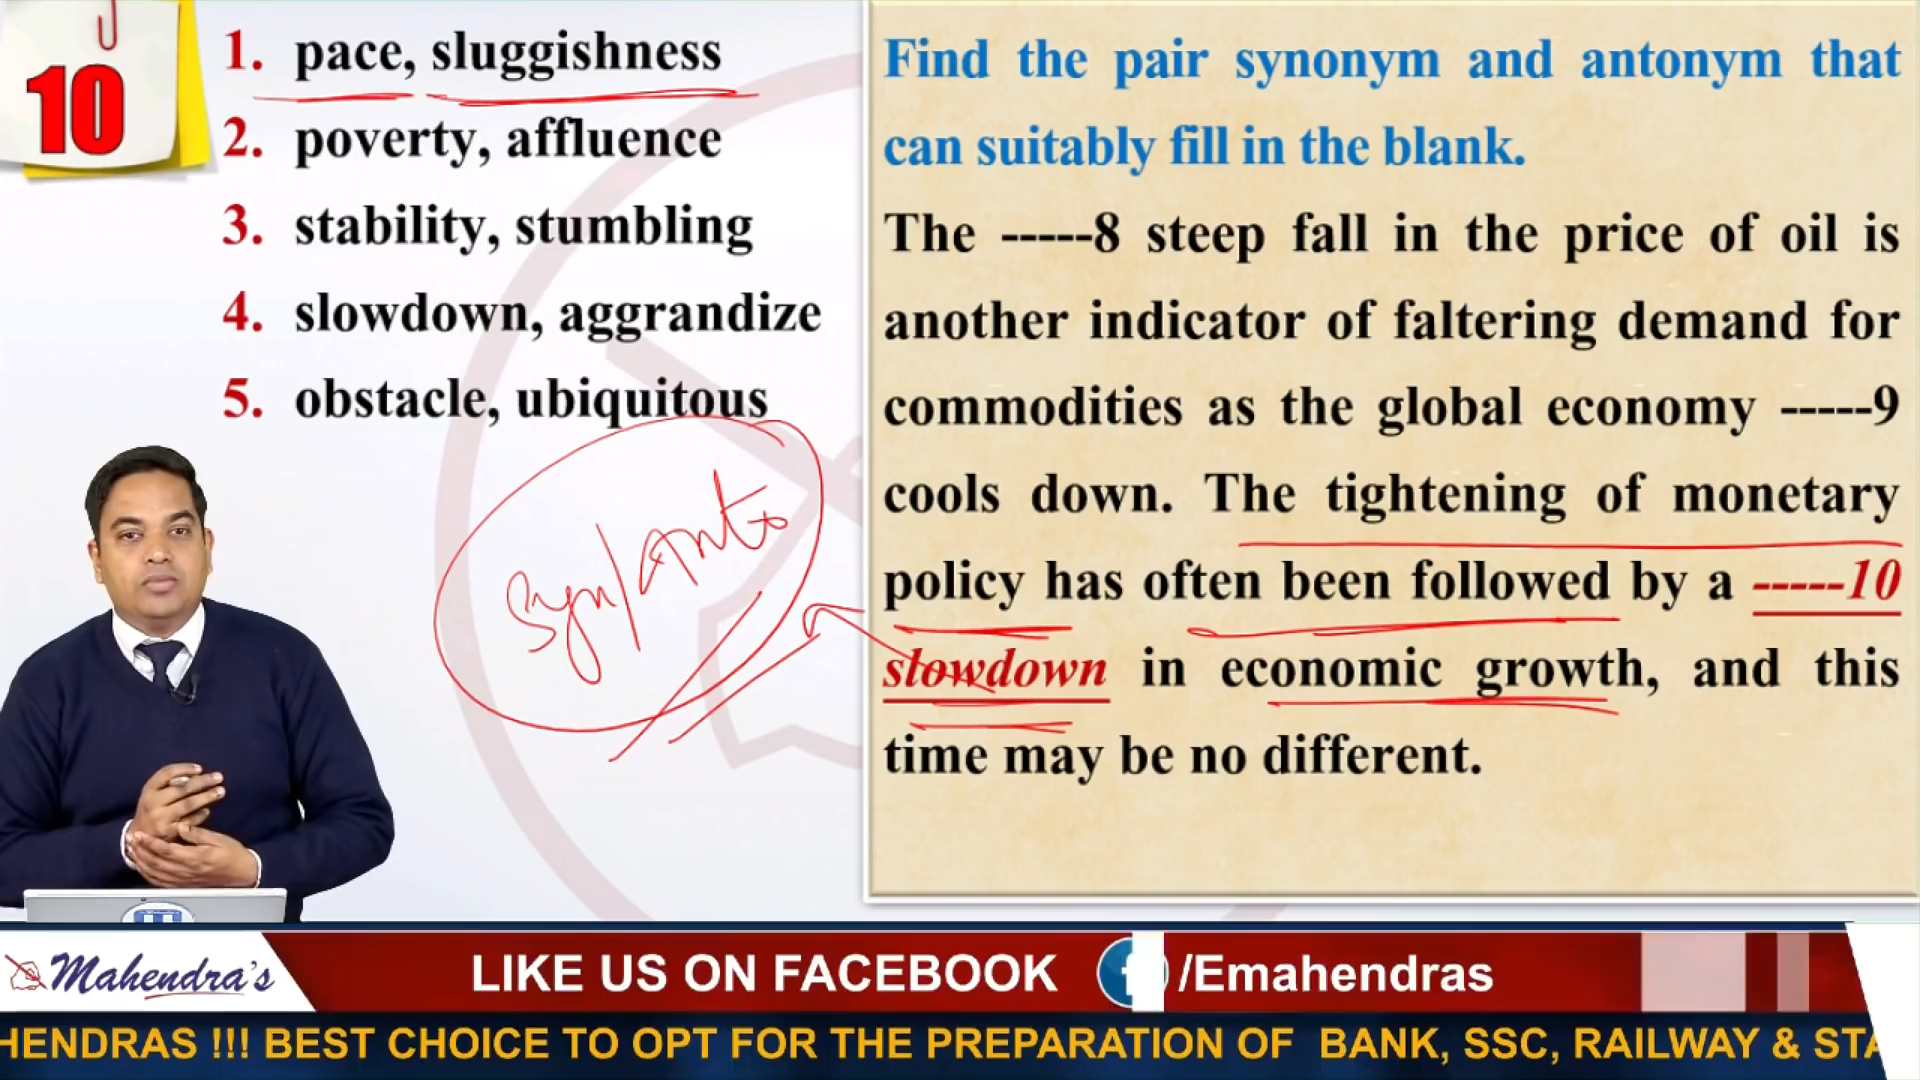 10
1. pace, sluggishness
2. poverty, affluence
3. stability, stumbling
4. slowdown, aggrandize
5. obstacle, ubiquitous
Syn/Anto
Find the pair synonym and antonym that
can suitably fill in the blank.
The -----8 steep fall in the price of oil is
another indicator of faltering demand for
commodities as the global economy -----9
cools down. The tightening of monetary
policy has often been followed by a -----10
slowdown in economic growth, and this
time may be no different.
Mahendra's
LIKE US ON FACEBOOK f/Emahendras
HENDRAS !!! BEST CHOICE TO OPT FOR THE PREPARATION OF BANK, SSC, RAILWAY & STA